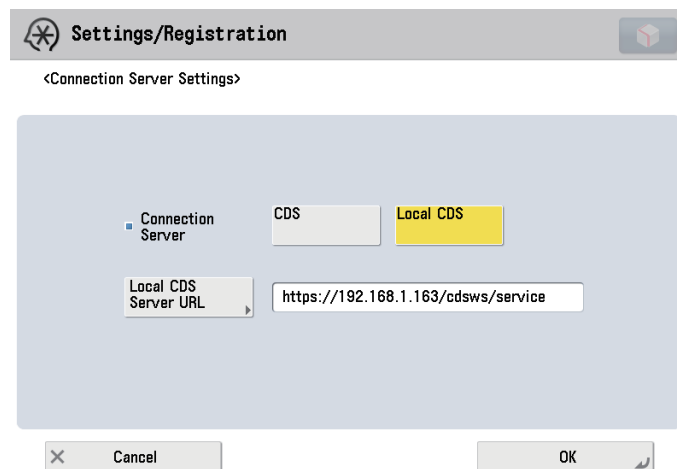 Settings/Registration
<Connection Server Settings>
Connection
Server
CDS
Local CDS
Local CDS
Server URL
https://192.168.1.163/cdsws/service
Cancel
OK